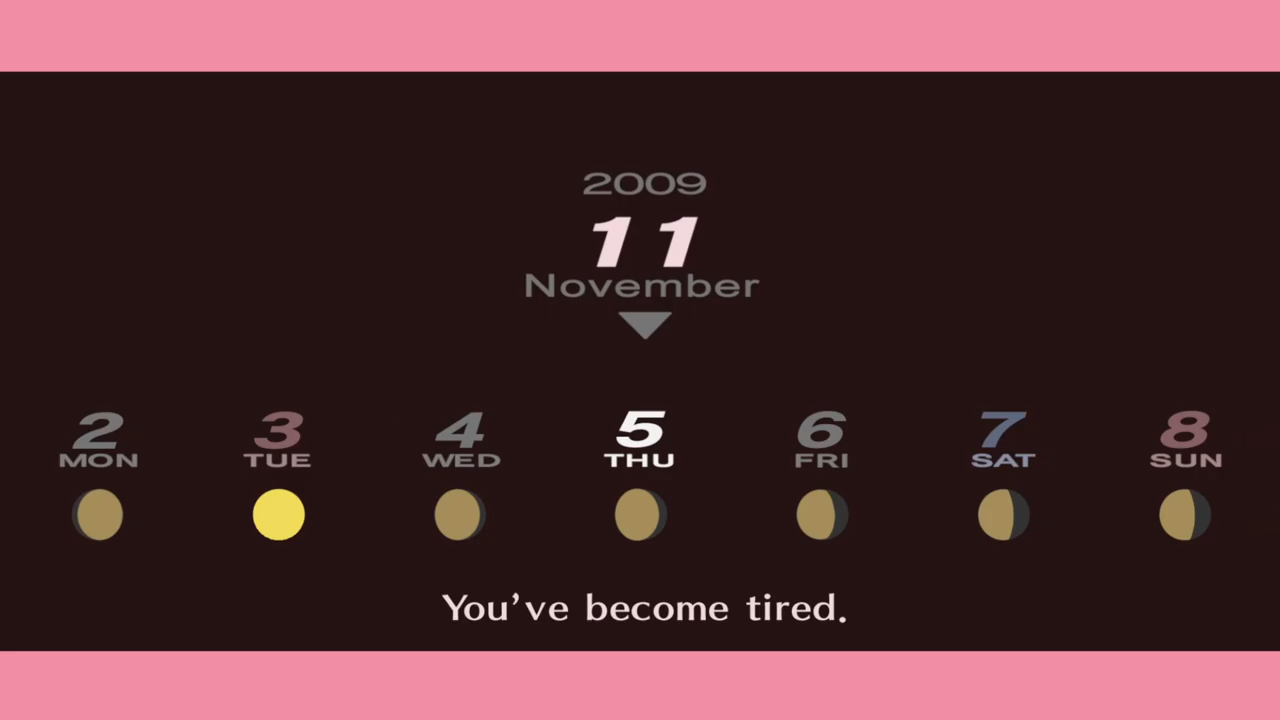 2009
11
November
2 3 4 5 6 7 8
MON TUE WED THU FRI SAT SUN
You've become tired.